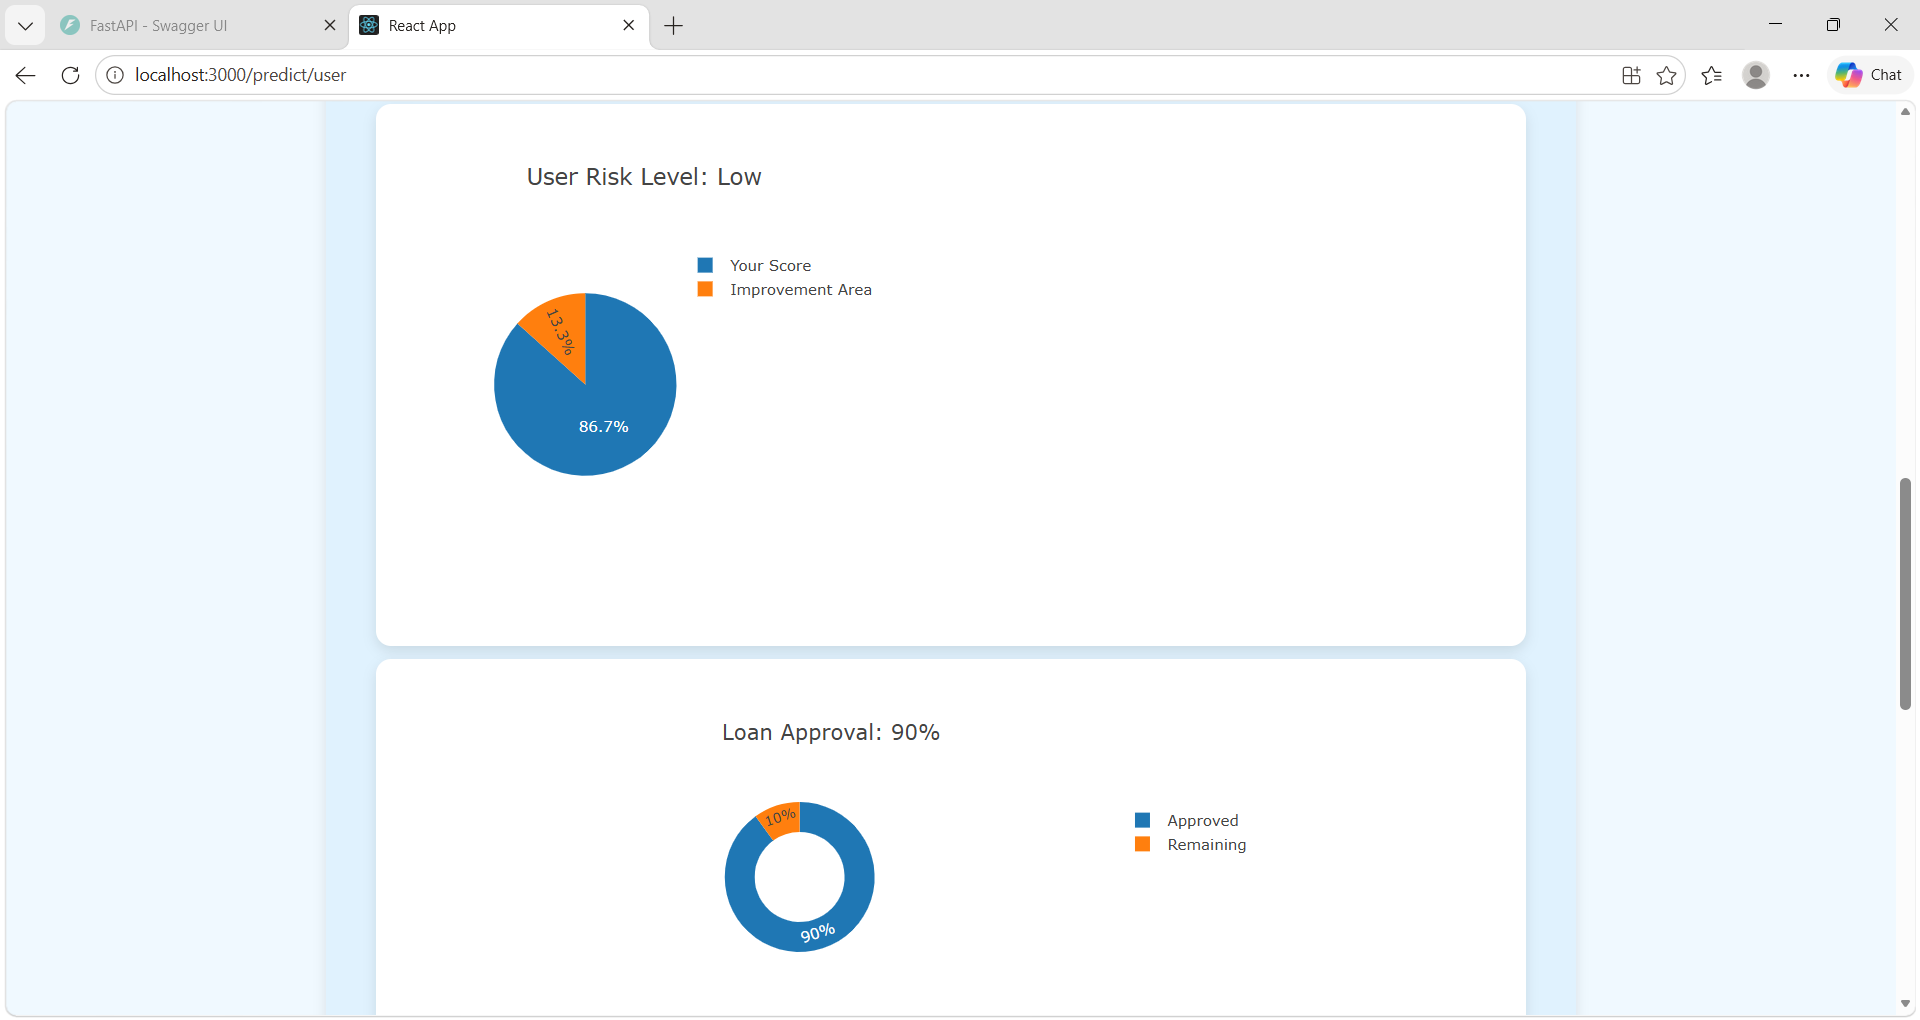 FastAPI - Swagger UI
React App
localhost:3000/predict/user
Chat
User Risk Level: Low
Your Score
Improvement Area
13.3%
86.7%
Loan Approval: 90%
Approved
Remaining
10%
90%